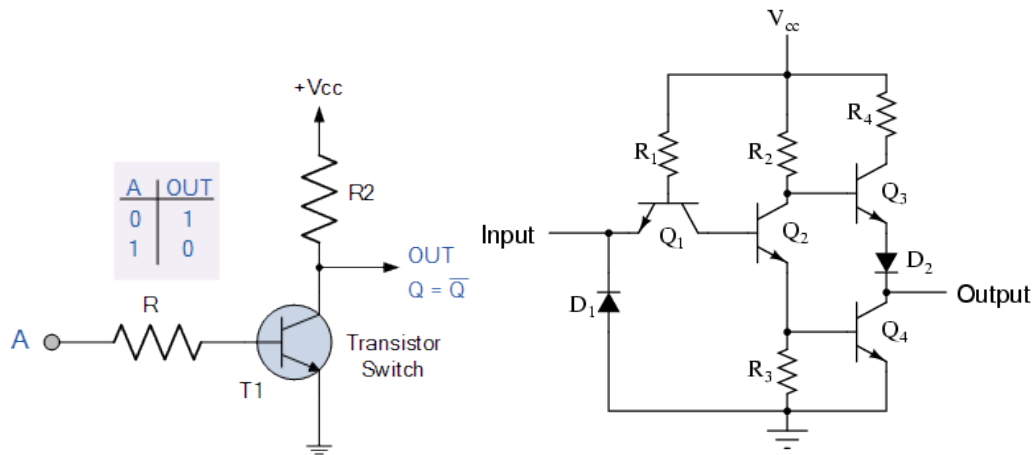 +Vcc
A OUT
0 1
1 0
R2
OUT
Q = Q̅
R
A
Transistor
Switch
T1
Vcc
R4
R1
R2
Q3
Input
Q1
Q2
D2
D1
Output
Q4
R3